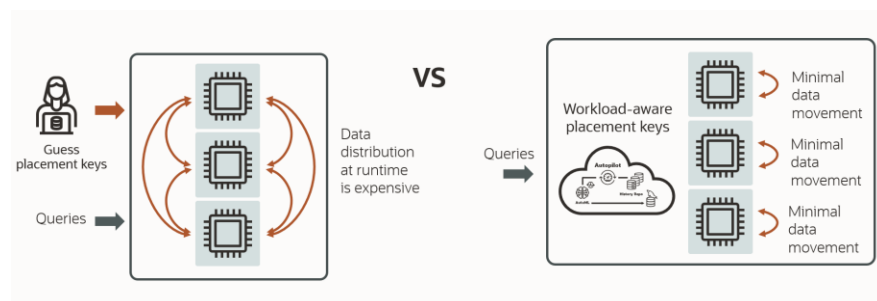 VS
Guess
placement keys
Queries
Data
distribution
at runtime
is expensive
Queries
Workload-aware
placement keys
Autopilot
AutoML
Minimal
data
movement
Minimal
data
movement
Minimal
data
movement